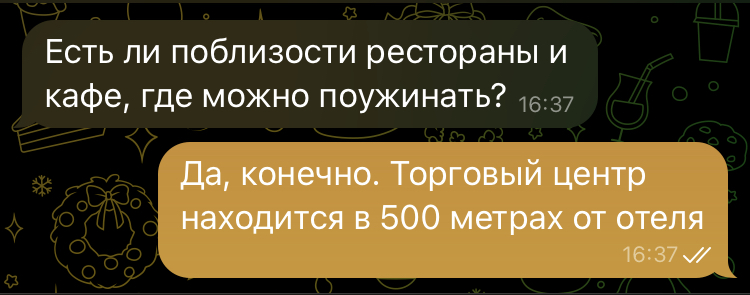 Есть ли поблизости рестораны и
кафе, где можно поужинать? 16:37
Да, конечно. Торговый центр
находится в 500 метрах от отеля
16:37